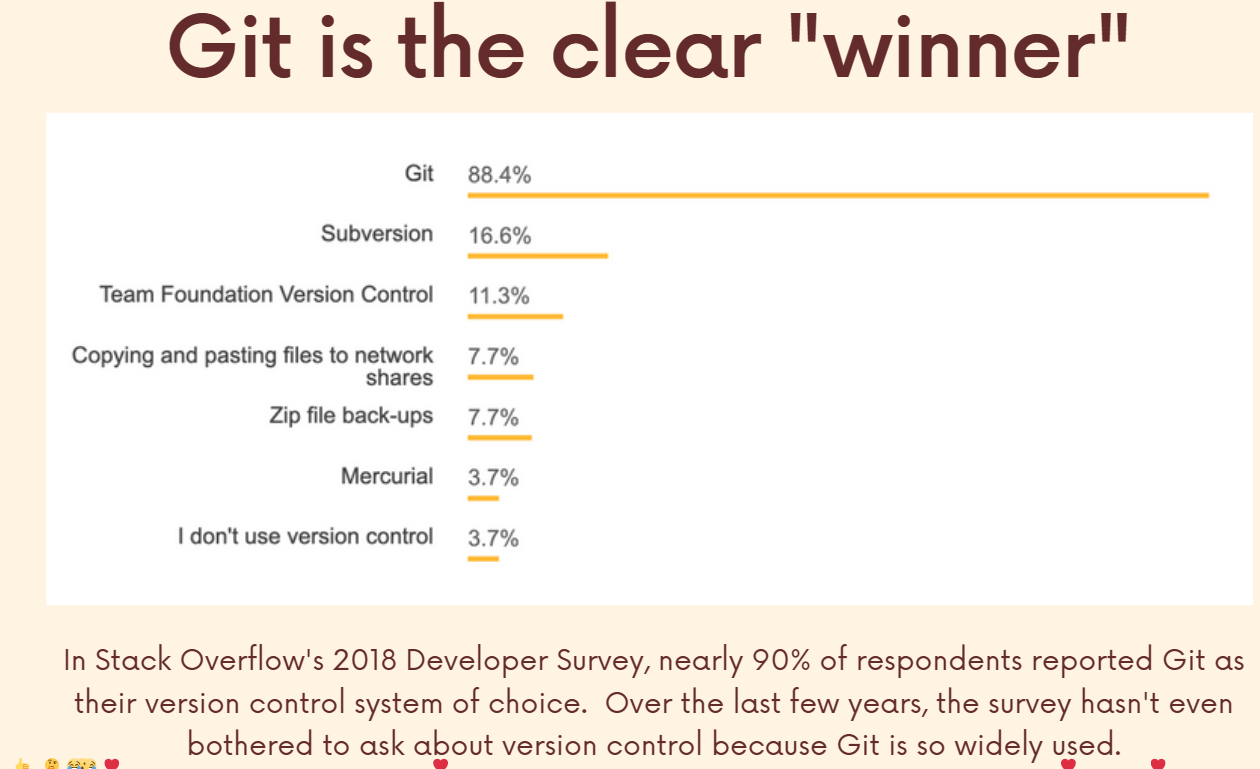 Git is the clear "winner"
Git 88.4%
Subversion 16.6%
Team Foundation Version Control 11.3%
Copying and pasting files to network 7.7%
shares
Zip file back-ups 7.7%
Mercurial 3.7%
I don't use version control 3.7%
In Stack Overflow's 2018 Developer Survey, nearly 90% of respondents reported Git as
their version control system of choice.  Over the last few years, the survey hasn't even
bothered to ask about version control because Git is so widely used.